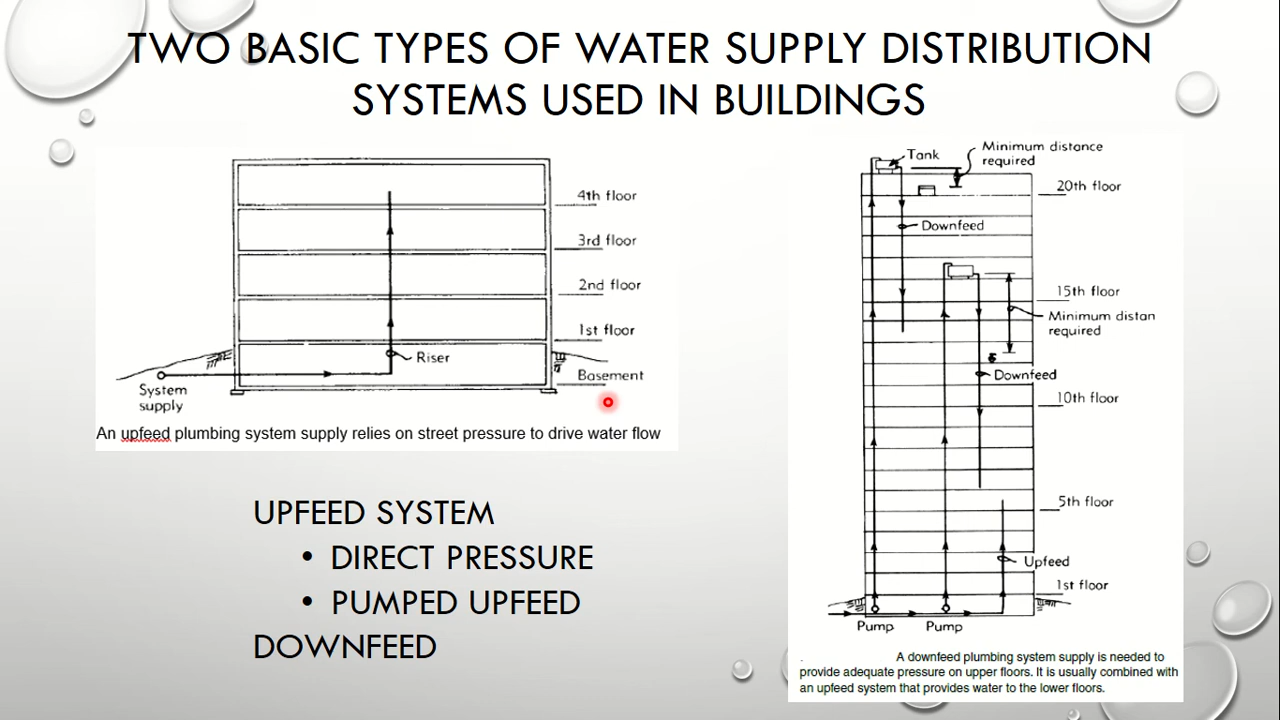 TWO BASIC TYPES OF WATER SUPPLY DISTRIBUTION
SYSTEMS USED IN BUILDINGS
4th floor
3rd floor
2nd floor
1st floor
Riser
Basement
System
supply
An upfeed plumbing system supply relies on street pressure to drive water flow
UPFEED SYSTEM
• DIRECT PRESSURE
• PUMPED UPFEED
DOWNFEED
Tank
Minimum distance
required
20th floor
Downfeed
15th floor
Minimum distan
required
Downfeed
10th floor
5th floor
Upfeed
1st floor
Pump
Pump
A downfeed plumbing system supply is needed to
provide adequate pressure on upper floors. It is usually combined with
an upfeed system that provides water to the lower floors.